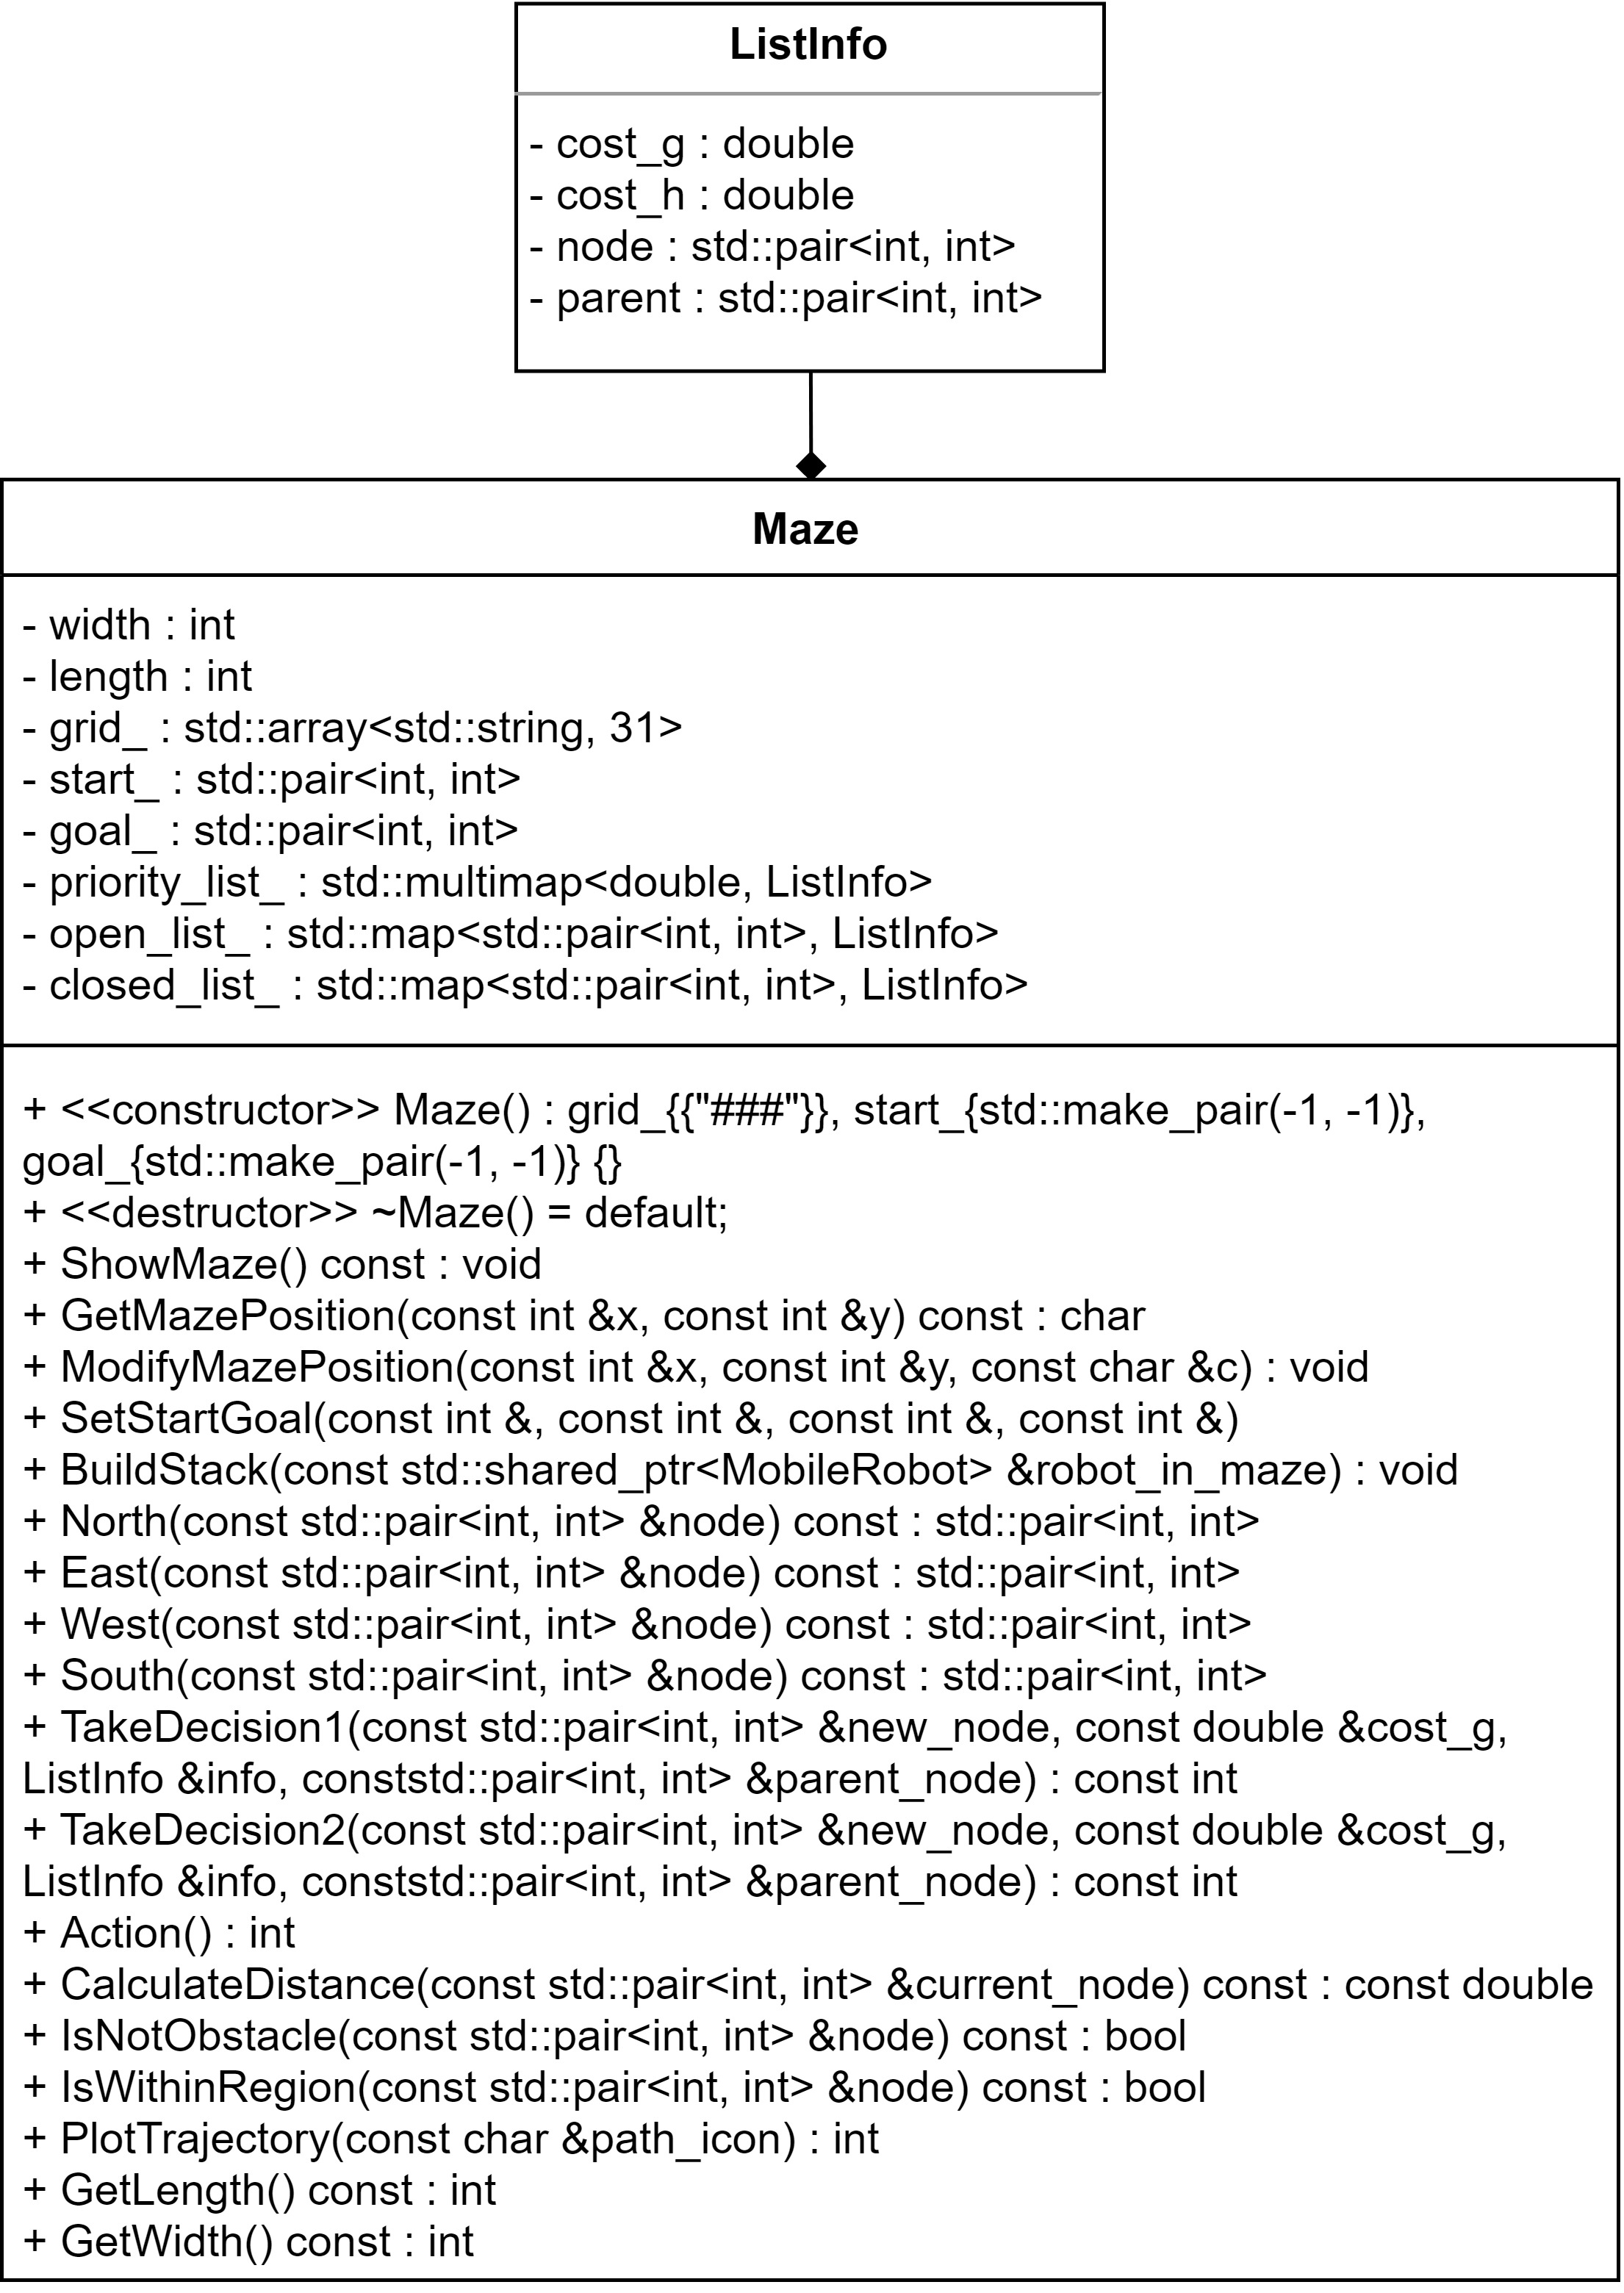 ListInfo
- cost_g : double
- cost_h : double
- node : std::pair<int, int>
- parent : std::pair<int, int>
Maze
- width : int
- length : int
- grid_ : std::array<std::string, 31>
- start_ : std::pair<int, int>
- goal_ : std::pair<int, int>
- priority_list_ : std::multimap<double, ListInfo>
- open_list_ : std::map<std::pair<int, int>, ListInfo>
- closed_list_ : std::map<std::pair<int, int>, ListInfo>
+ <<constructor>> Maze() : grid_{{"###"}}, start_{std::make_pair(-1, -1)},
goal_{std::make_pair(-1, -1)} {}
+ <<destructor>> ~Maze() = default;
+ ShowMaze() const : void
+ GetMazePosition(const int &x, const int &y) const : char
+ ModifyMazePosition(const int &x, const int &y, const char &c) : void
+ SetStartGoal(const int &, const int &, const int &, const int &)
+ BuildStack(const std::shared_ptr<MobileRobot> &robot_in_maze) : void
+ North(const std::pair<int, int> &node) const : std::pair<int, int>
+ East(const std::pair<int, int> &node) const : std::pair<int, int>
+ West(const std::pair<int, int> &node) const : std::pair<int, int>
+ South(const std::pair<int, int> &node) const : std::pair<int, int>
+ TakeDecision1(const std::pair<int, int> &new_node, const double &cost_g,
ListInfo &info, conststd::pair<int, int> &parent_node) : const int
+ TakeDecision2(const std::pair<int, int> &new_node, const double &cost_g,
ListInfo &info, conststd::pair<int, int> &parent_node) : const int
+ Action() : int
+ CalculateDistance(const std::pair<int, int> &current_node) const : const double
+ IsNotObstacle(const std::pair<int, int> &node) const : bool
+ IsWithinRegion(const std::pair<int, int> &node) const : bool
+ PlotTrajectory(const char &path_icon) : int
+ GetLength() const : int
+ GetWidth() const : int